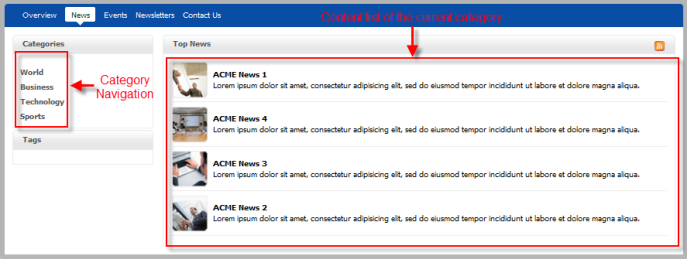 Overview News Events Newsletters Contact Us
Content list of the current category
Categories
World
Business
Technology
Sports
Category
Navigation
Tags
Top News
ACME News 1
Lorem ipsum dolor sit amet, consectetur adipisicing elit, sed do eiusmod tempor incididunt ut labore et dolore magna aliqua.
ACME News 4
Lorem ipsum dolor sit amet, consectetur adipisicing elit, sed do eiusmod tempor incididunt ut labore et dolore magna aliqua.
ACME News 3
Lorem ipsum dolor sit amet, consectetur adipisicing elit, sed do eiusmod tempor incididunt ut labore et dolore magna aliqua.
ACME News 2
Lorem ipsum dolor sit amet, consectetur adipisicing elit, sed do eiusmod tempor incididunt ut labore et dolore magna aliqua.